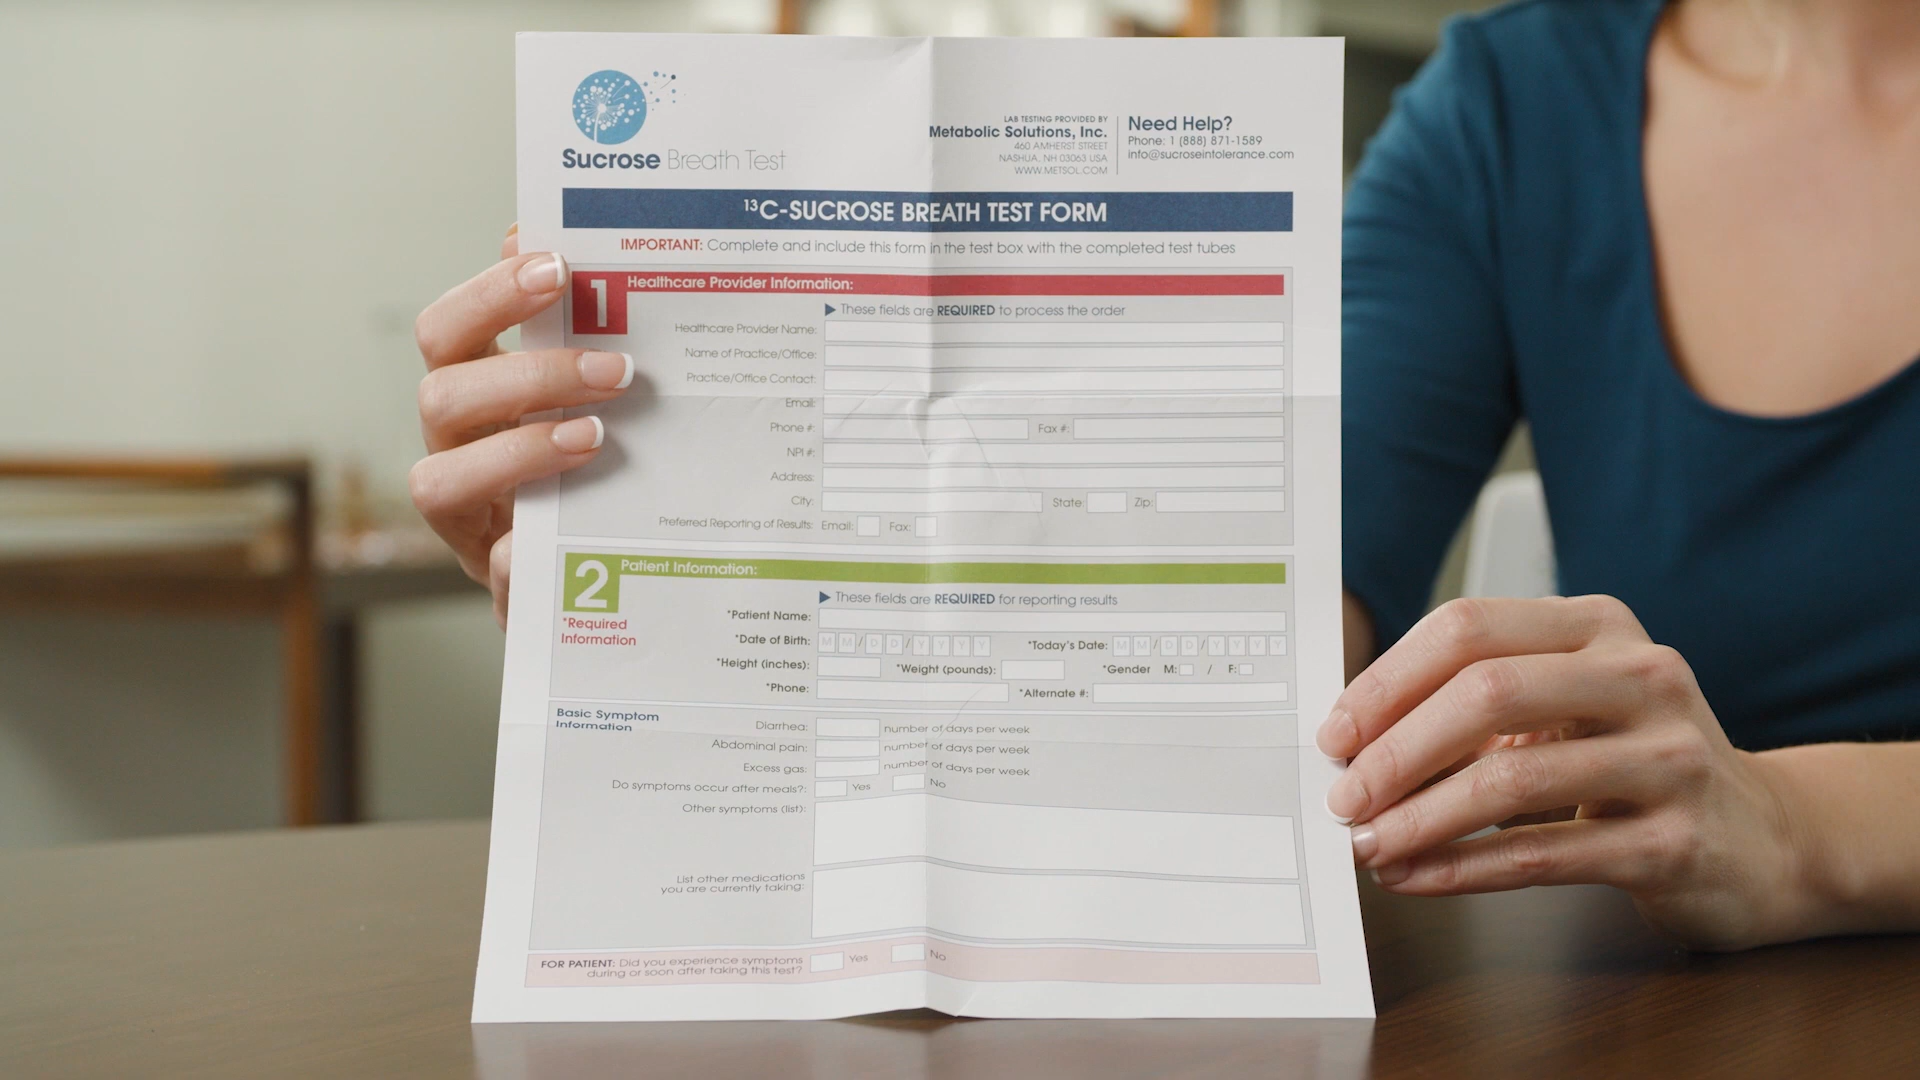 Sucrose Breath Test
LAB TESTING PROVIDED BY
Metabolic Solutions, Inc.
460 AMHERST STREET
NASHUA, NH 03063 USA
WWW.METSOL.COM
Need Help?
Phone: 1 (888) 871-1589
info@sucroseintolerance.com
13C-SUCROSE BREATH TEST FORM
IMPORTANT: Complete and include this form in the test box with the completed test tubes
1 Healthcare Provider Information:
These fields are REQUIRED to process the order
Healthcare Provider Name:
Name of Practice/Office:
Practice/Office Contact:
Email:
Phone #: Fax #:
NPI #:
Address:
City: State Zip:
Preferred Reporting of Results: Email: Fax:
2 Patient Information:
These fields are REQUIRED for reporting results
*Required
Information
*Patient Name:
*Date of Birth: MM/DD/YYYY *Today's Date: MM/DD/YYYY
*Height (inches): *Weight (pounds): *Gender M: / F:
*Phone: *Alternate #:
Basic Symptom
Information
Diarrhea: number of days per week
Abdominal pain: number of days per week
Excess gas: number of days per week
Do symptoms occur after meals?: Yes No
Other symptoms (list):
List other medications
you are currently taking:
FOR PATIENT: Did you experience symptoms
during or soon after taking this test? Yes No